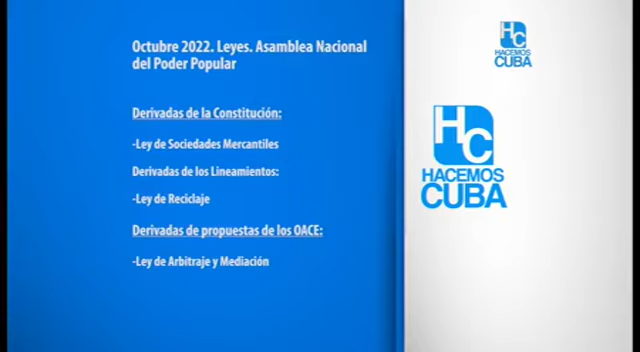 Octubre 2022. Leyes. Asamblea Nacional
del Poder Popular
Derivadas de la Constitución:
-Ley de Sociedades Mercantiles
Derivadas de los Lineamientos:
-Ley de Reciclaje
Derivadas de propuestas de los OACE:
-Ley de Arbitraje y Mediación
HC
HACEMOS
CUBA
HC
HACEMOS
CUBA